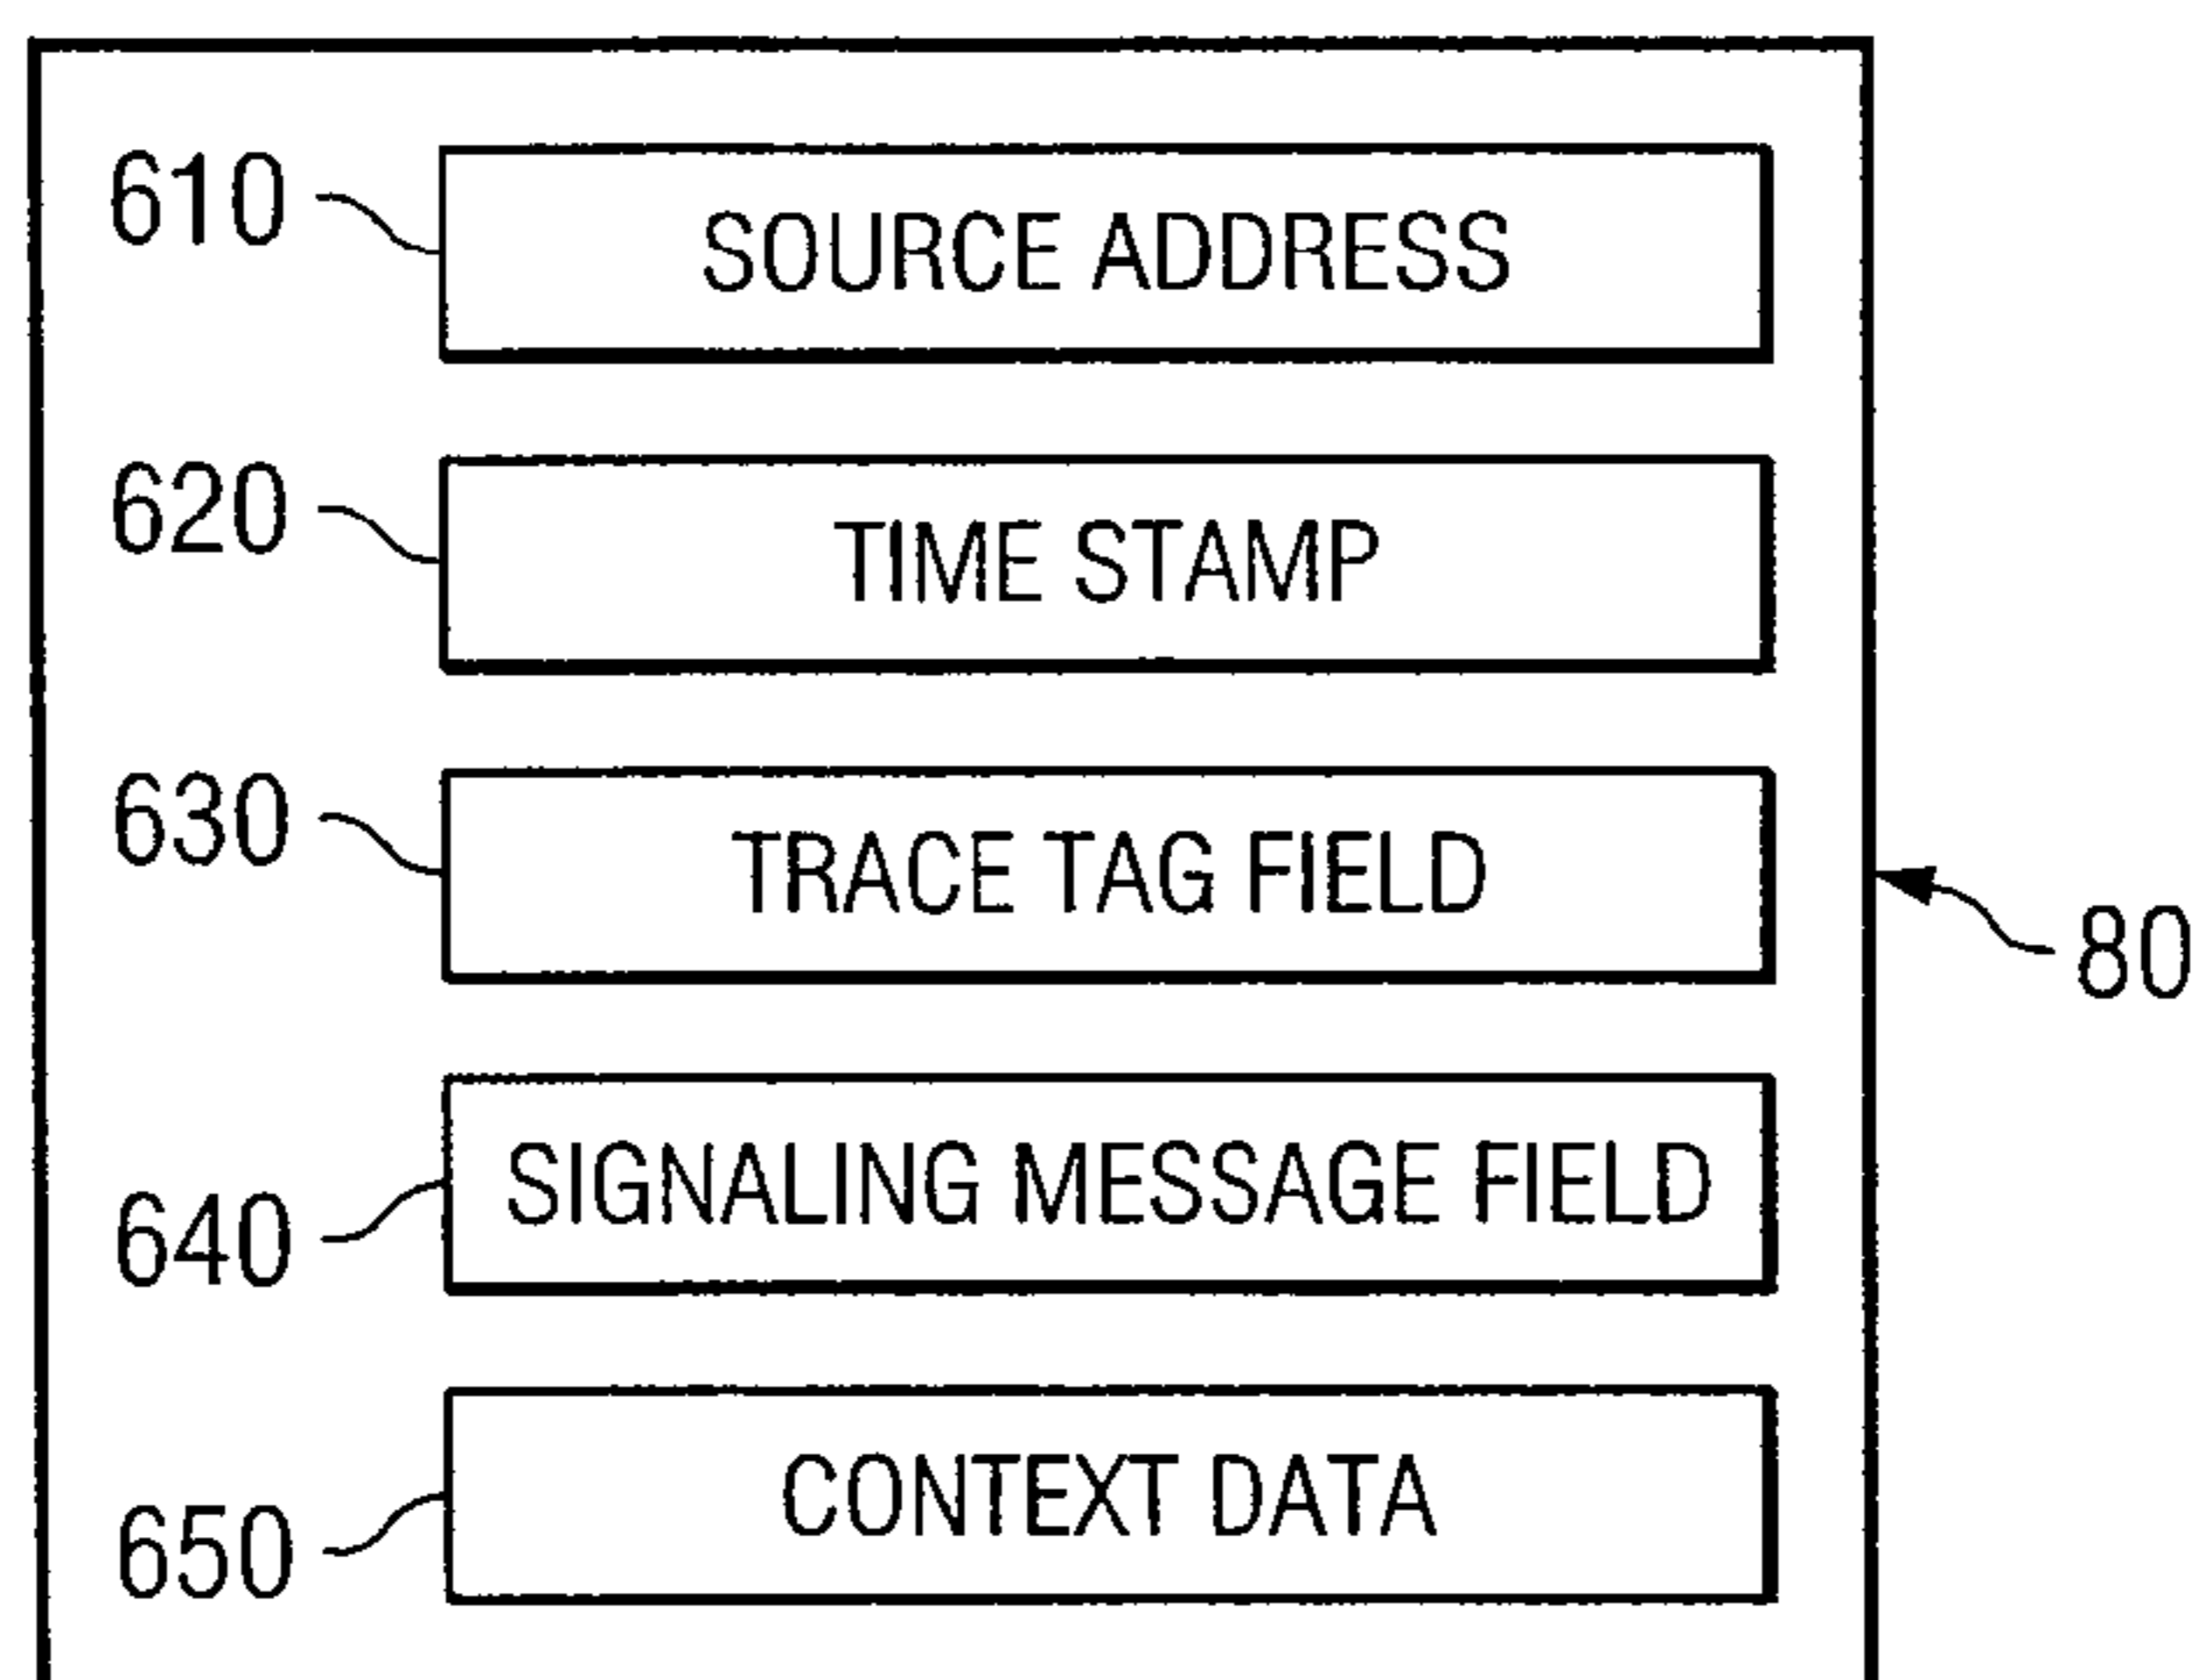 610 SOURCE ADDRESS
620 TIME STAMP
630 TRACE TAG FIELD
80
640 SIGNALING MESSAGE FIELD
650 CONTEXT DATA